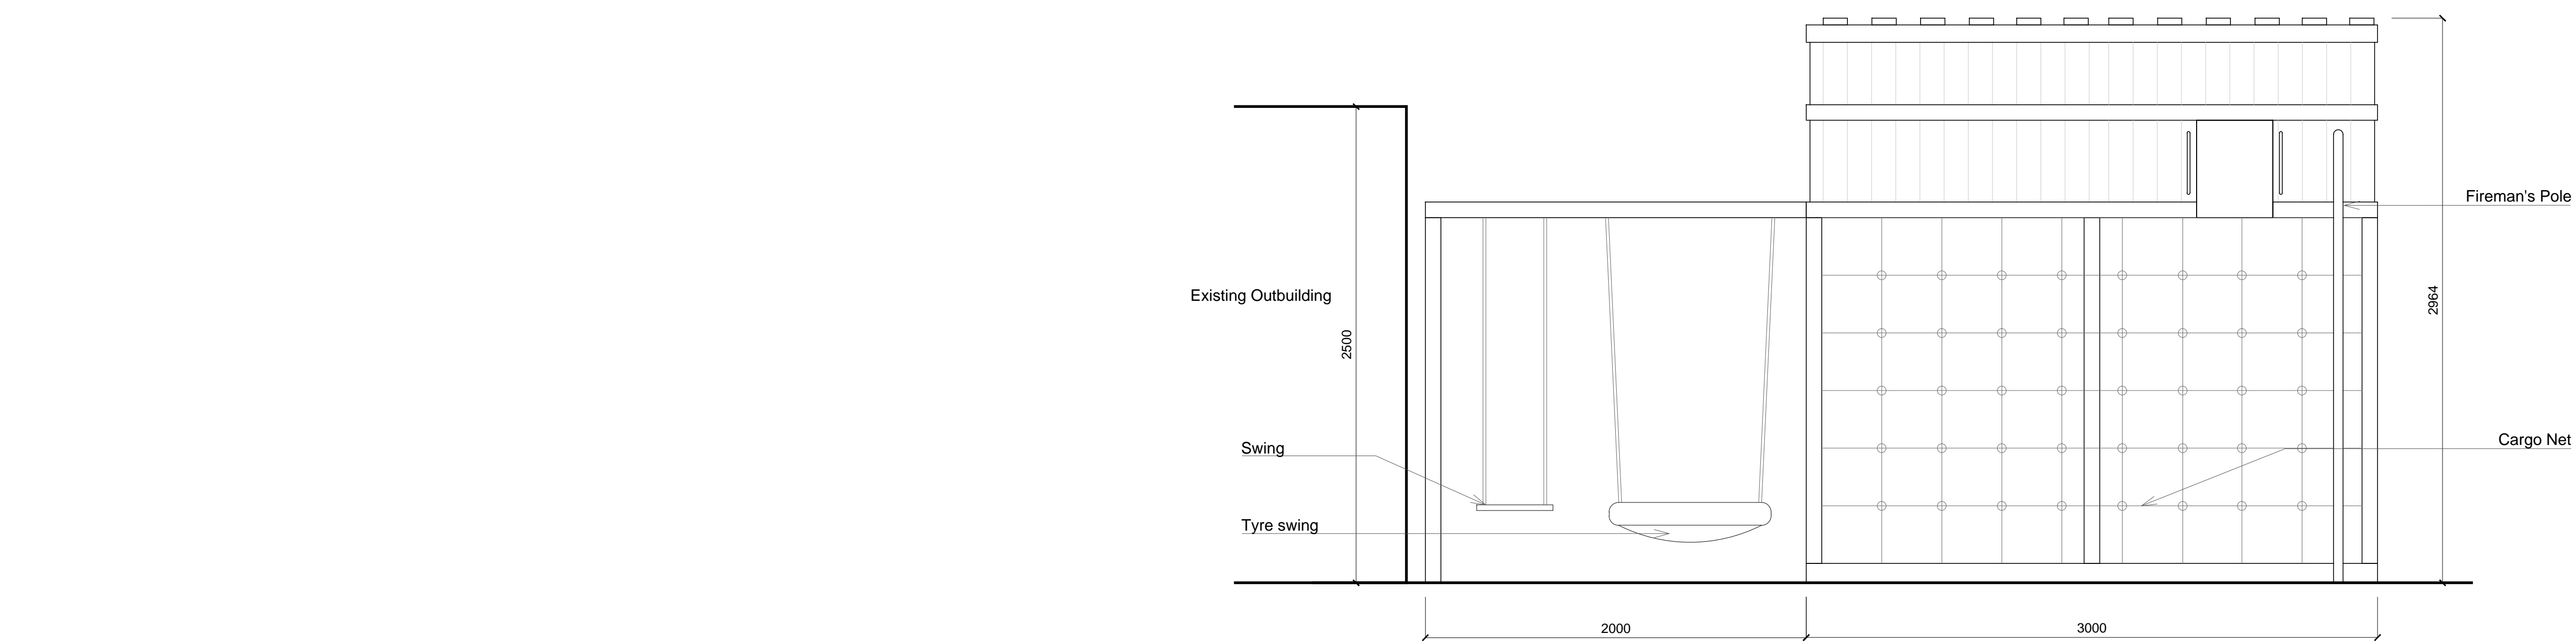 Fireman's Pole
Existing Outbuilding
2964
2500
Cargo Net
Swing
Tyre swing
2000
3000